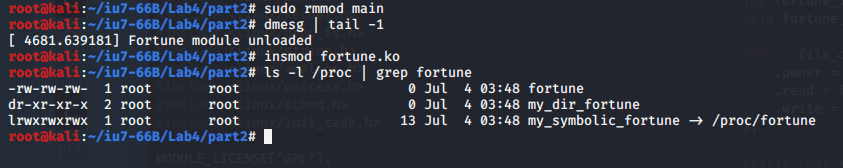 root@kali:~/iu7-66B/Lab4/part2# sudo rmmod main
root@kali:~/iu7-66B/Lab4/part2# dmesg | tail -1
[ 4681.639181] Fortune module unloaded
root@kali:~/iu7-66B/Lab4/part2# insmod fortune.ko
root@kali:~/iu7-66B/Lab4/part2# ls -l /proc | grep fortune
-rw-rw-rw-  1 root           root                        0 Jul  4 03:48 fortune
dr-xr-xr-x  2 root           root                        0 Jul  4 03:48 my_dir_fortune
lrwxrwxrwx  1 root           root                       13 Jul  4 03:48 my_symbolic_fortune -> /proc/fortune
root@kali:~/iu7-66B/Lab4/part2#
MODULE_LICENSE("GPL");